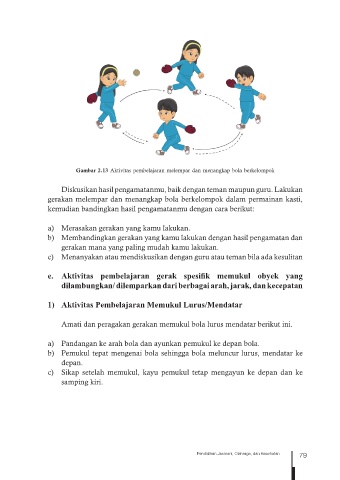 Gambar 2.13 Aktivitas pembelajaran melempar dan menangkap bola berkelompok
Diskusikan hasil pengamatanmu, baik dengan teman maupun guru. Lakukan
gerakan melempar dan menangkap bola berkelompok dalam permainan kasti,
kemudian bandingkan hasil pengamatanmu dengan cara berikut:
a) Merasakan gerakan yang kamu lakukan.
b) Membandingkan gerakan yang kamu lakukan dengan hasil pengamatan dan
gerakan mana yang paling mudah kamu lakukan.
c) Menanyakan atau mendiskusikan dengan guru atau teman bila ada kesulitan
e. Aktivitas pembelajaran gerak spesifik memukul obyek yang
dilambungkan/dilemparkan dari berbagai arah, jarak, dan kecepatan
1) Aktivitas Pembelajaran Memukul Lurus/Mendatar
Amati dan peragakan gerakan memukul bola lurus mendatar berikut ini.
a) Pandangan ke arah bola dan ayunkan pemukul ke depan bola.
b) Pemukul tepat mengenai bola sehingga bola meluncur lurus, mendatar ke
depan.
c) Sikap setelah memukul, kayu pemukul tetap mengayun ke depan dan ke
samping kiri.
Pendidikan Jasmani, Olahraga, dan Kesehatan 79